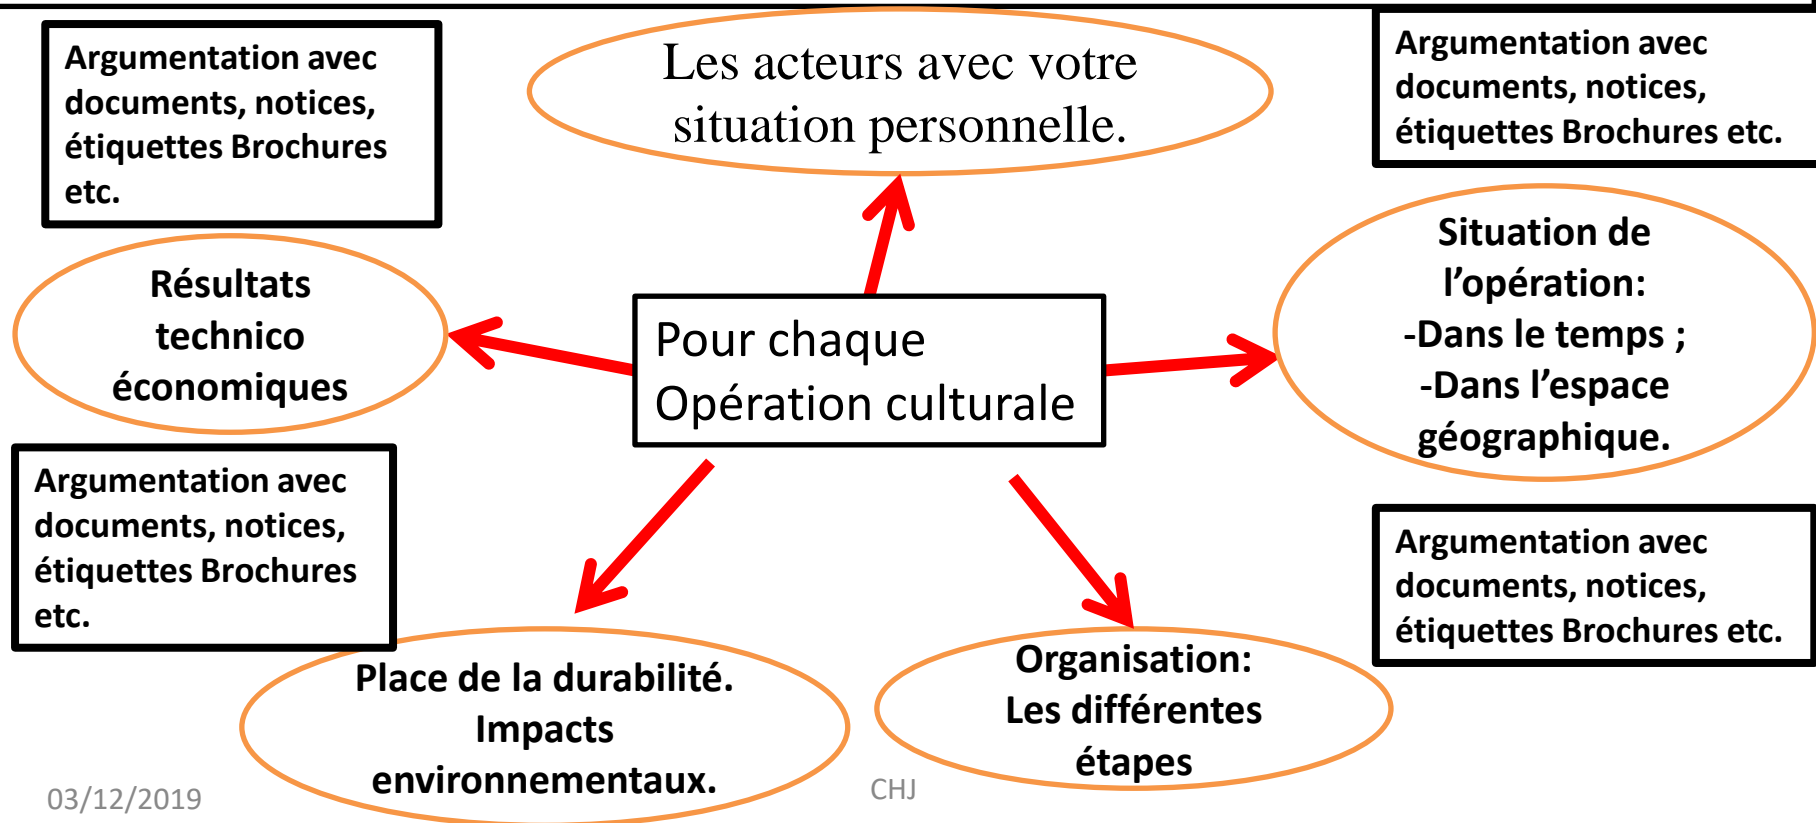 Argumentation avec
documents, notices,
étiquettes Brochures
etc.
Les acteurs avec votre
situation personnelle.
Argumentation avec
documents, notices,
étiquettes Brochures etc.
Résultats
technico
économiques
Pour chaque
Opération culturale
Situation de
l’opération:
-Dans le temps ;
-Dans l’espace
géographique.
Argumentation avec
documents, notices,
étiquettes Brochures
etc.
Argumentation avec
documents, notices,
étiquettes Brochures etc.
Place de la durabilité.
Impacts
environnementaux.
Organisation:
Les différentes
étapes
03/12/2019
CHJ